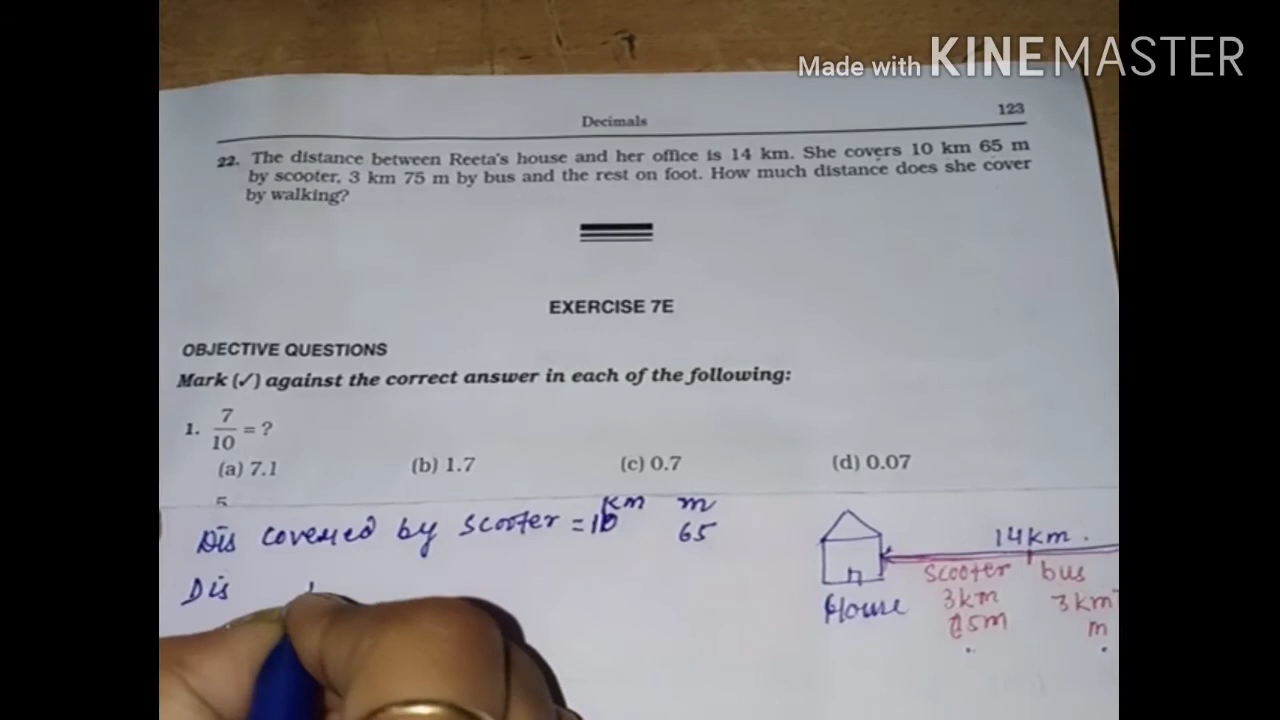 Made with KINEMASTER
Decimals
123
22. The distance between Reeta's house and her office is 14 km. She covers 10 km 65 m
by scooter, 3 km 75 m by bus and the rest on foot. How much distance does she cover
by walking?
EXERCISE 7E
OBJECTIVE QUESTIONS
Mark (✓) against the correct answer in each of the following:
1. 7/10 = ?
(a) 7.1 (b) 1.7 (c) 0.7 (d) 0.07
km m
Dis covered by scooter = 10 65
Dis
14km.
scooter bus
House 3km 3km
m